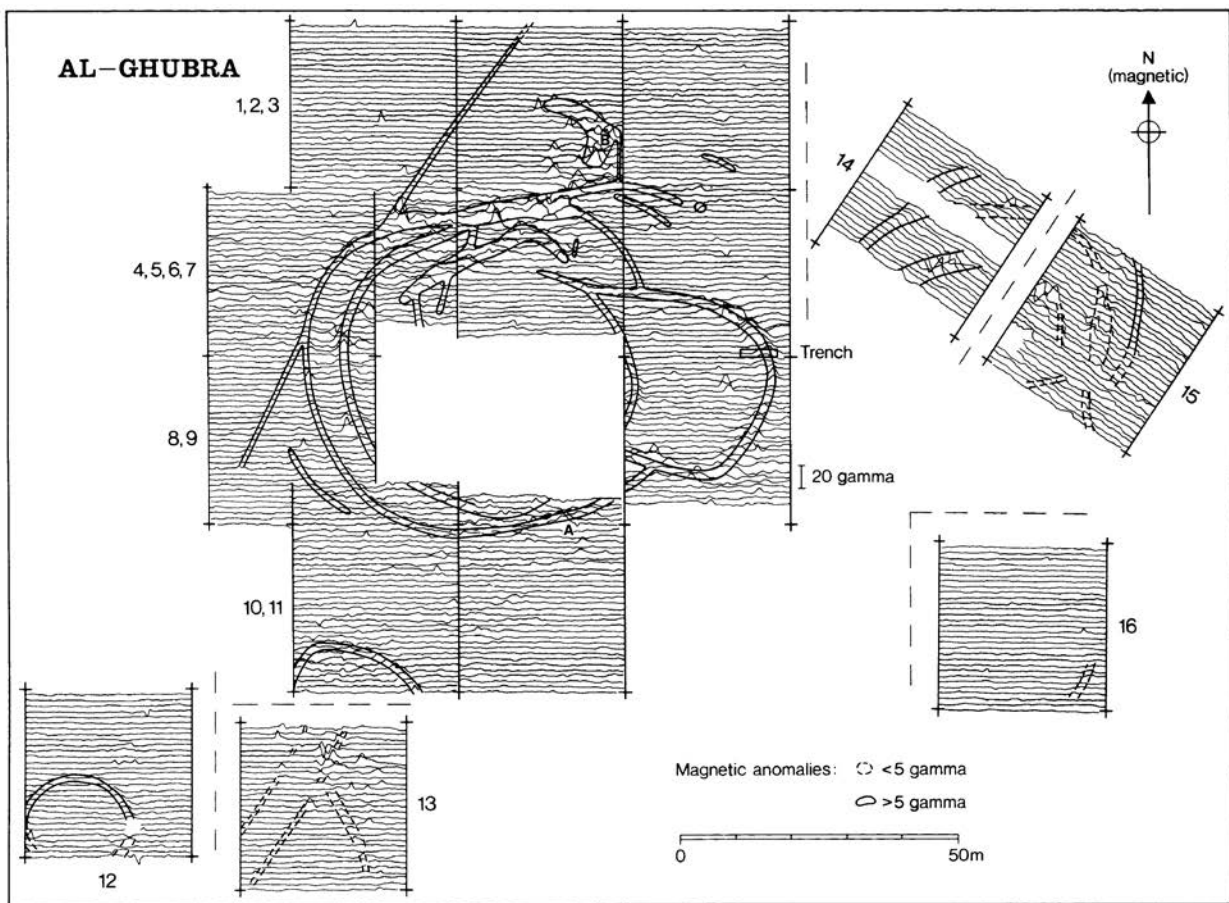 AL-GHUBRA
1, 2, 3
B
N
(magnetic)
14
4, 5, 6, 7
Trench
15
8, 9
20 gamma
A
10, 11
16
Magnetic anomalies: <5 gamma
>5 gamma
13
0 50m
12